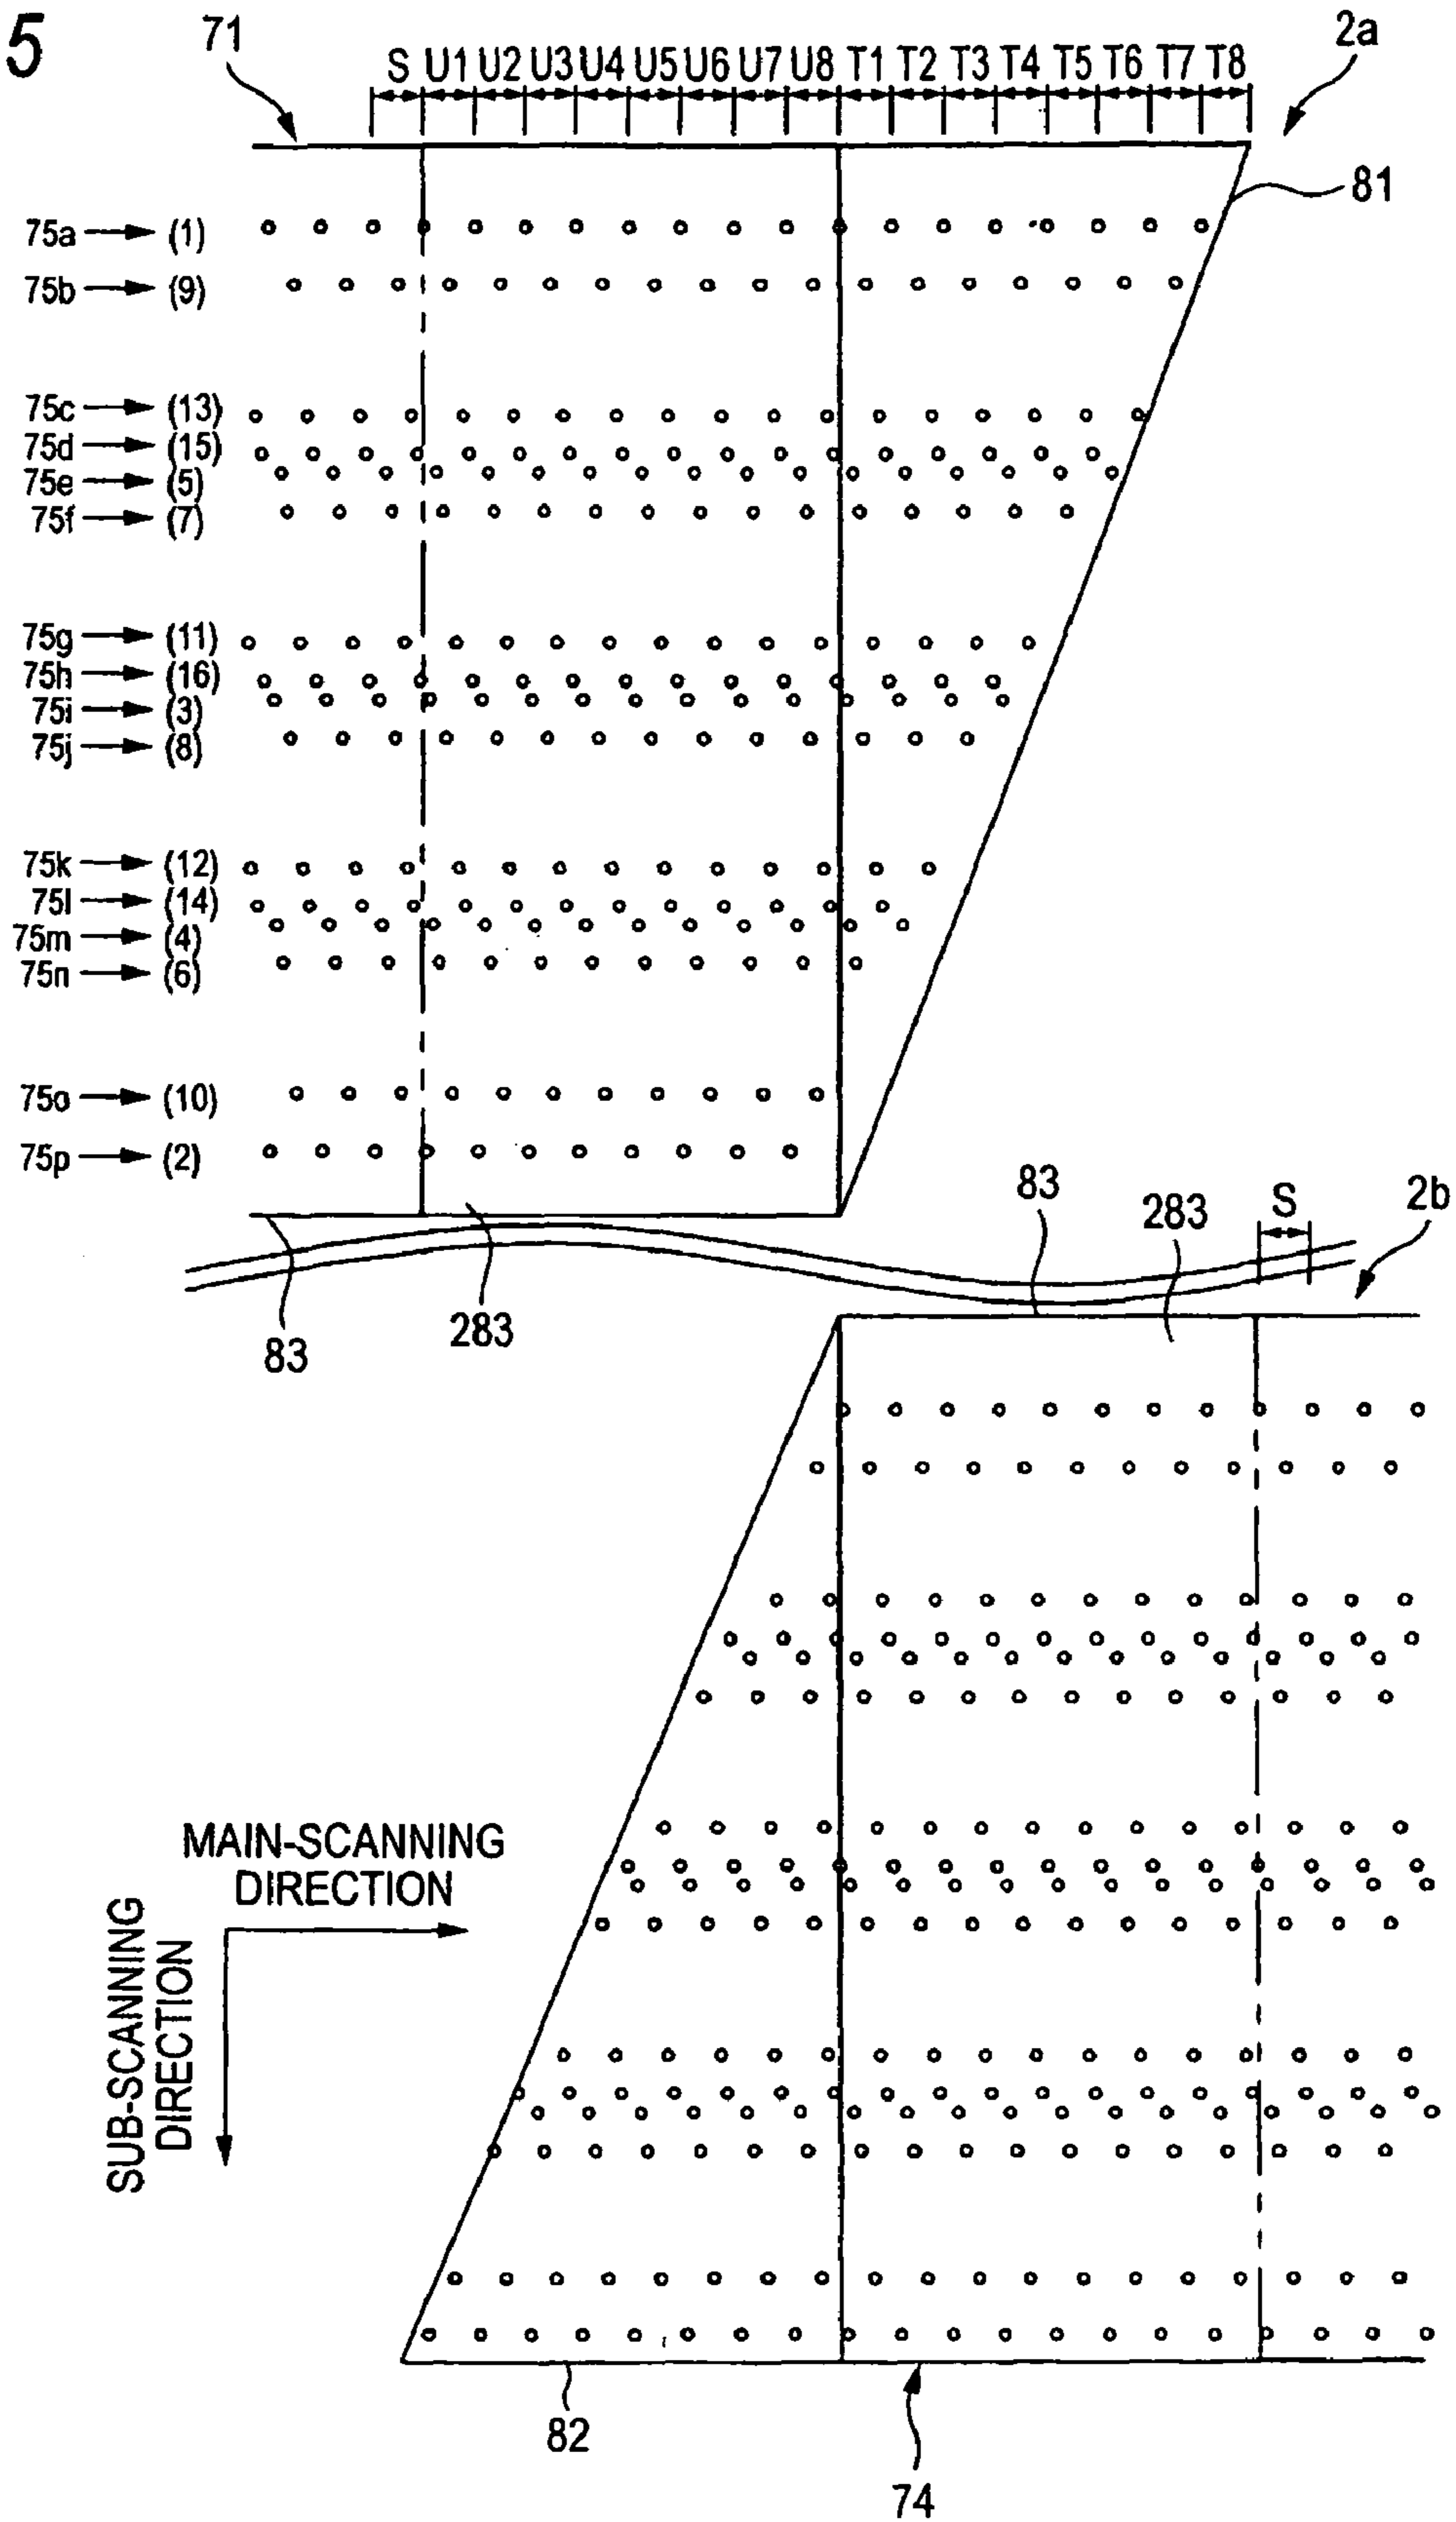 5
71
2a
S U1 U2 U3 U4 U5 U6 U7 U8 T1 T2 T3 T4 T5 T6 T7 T8
81
75a (1)
75b (9)
75c (13)
75d (15)
75e (5)
75f (7)
75g (11)
75h (16)
75i (3)
75j (8)
75k (12)
75l (14)
75m (4)
75n (6)
75o (10)
75p (2)
83
283
S
2b
283
83
MAIN-SCANNING
DIRECTION
SUB-SCANNING
DIRECTION
82
74